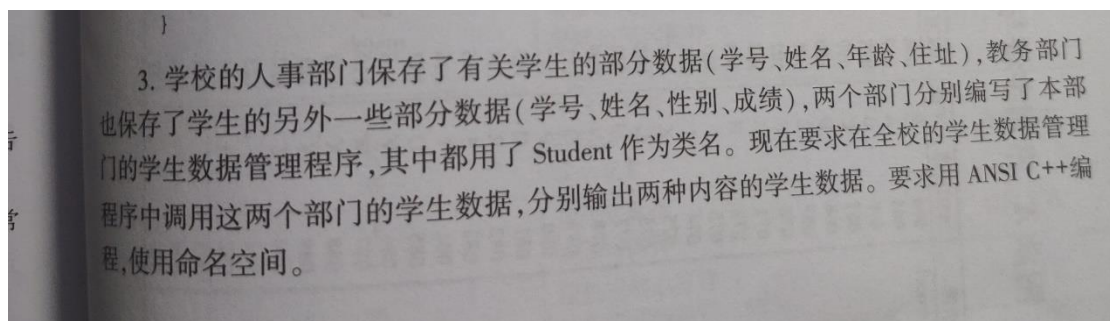 }
3. 学校的人事部门保存了有关学生的部分数据(学号、姓名、年龄、住址),教务部门
也保存了学生的另外一些部分数据(学号、姓名、性别、成绩),两个部门分别编写了本部
门的学生数据管理程序,其中都用了 Student 作为类名。现在要求在全校的学生数据管理
程序中调用这两个部门的学生数据,分别输出两种内容的学生数据。要求用 ANSI C++编
程,使用命名空间。